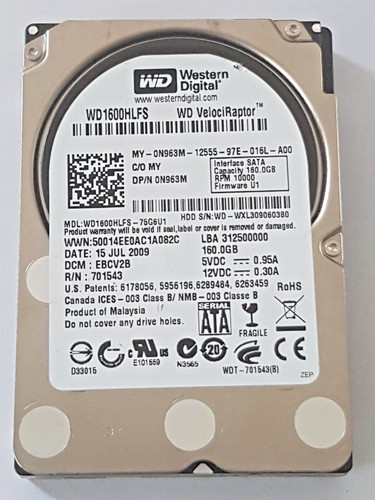 WD Western Digital®
www.westerndigital.com
WD1600HLFS WD VelociRaptor™
MY-0N963M-12555-97E-016L-A00
C/O MY
DP/N 0N963M
Interface SATA
Capacity 160.0GB
RPM 10000
Firmware U1
HDD S/N:WD-WXL309060380
MDL:WD1600HLFS-75G6U1
Product warranty will be void if seal,label or cover is removed or damaged.
WWN:50014EE0AC1A082C LBA 312500000
DATE: 15 JUL 2009 160.0GB
DCM: EBCV2B 5VDC 0.95A
R/N: 701543 12VDC 0.30A
U.S. Patents: 6178056, 5956196,6289484, 6263459
Canada ICES-003 Class B/ NMB-003 Classe B
Product of Malaysia
Do not cover any drive holes.
SERIAL
SATA
FRAGILE
RoHS
D33015
c UL US
E101559
N3565
20
CE
WDT-701543(B)
ZEP